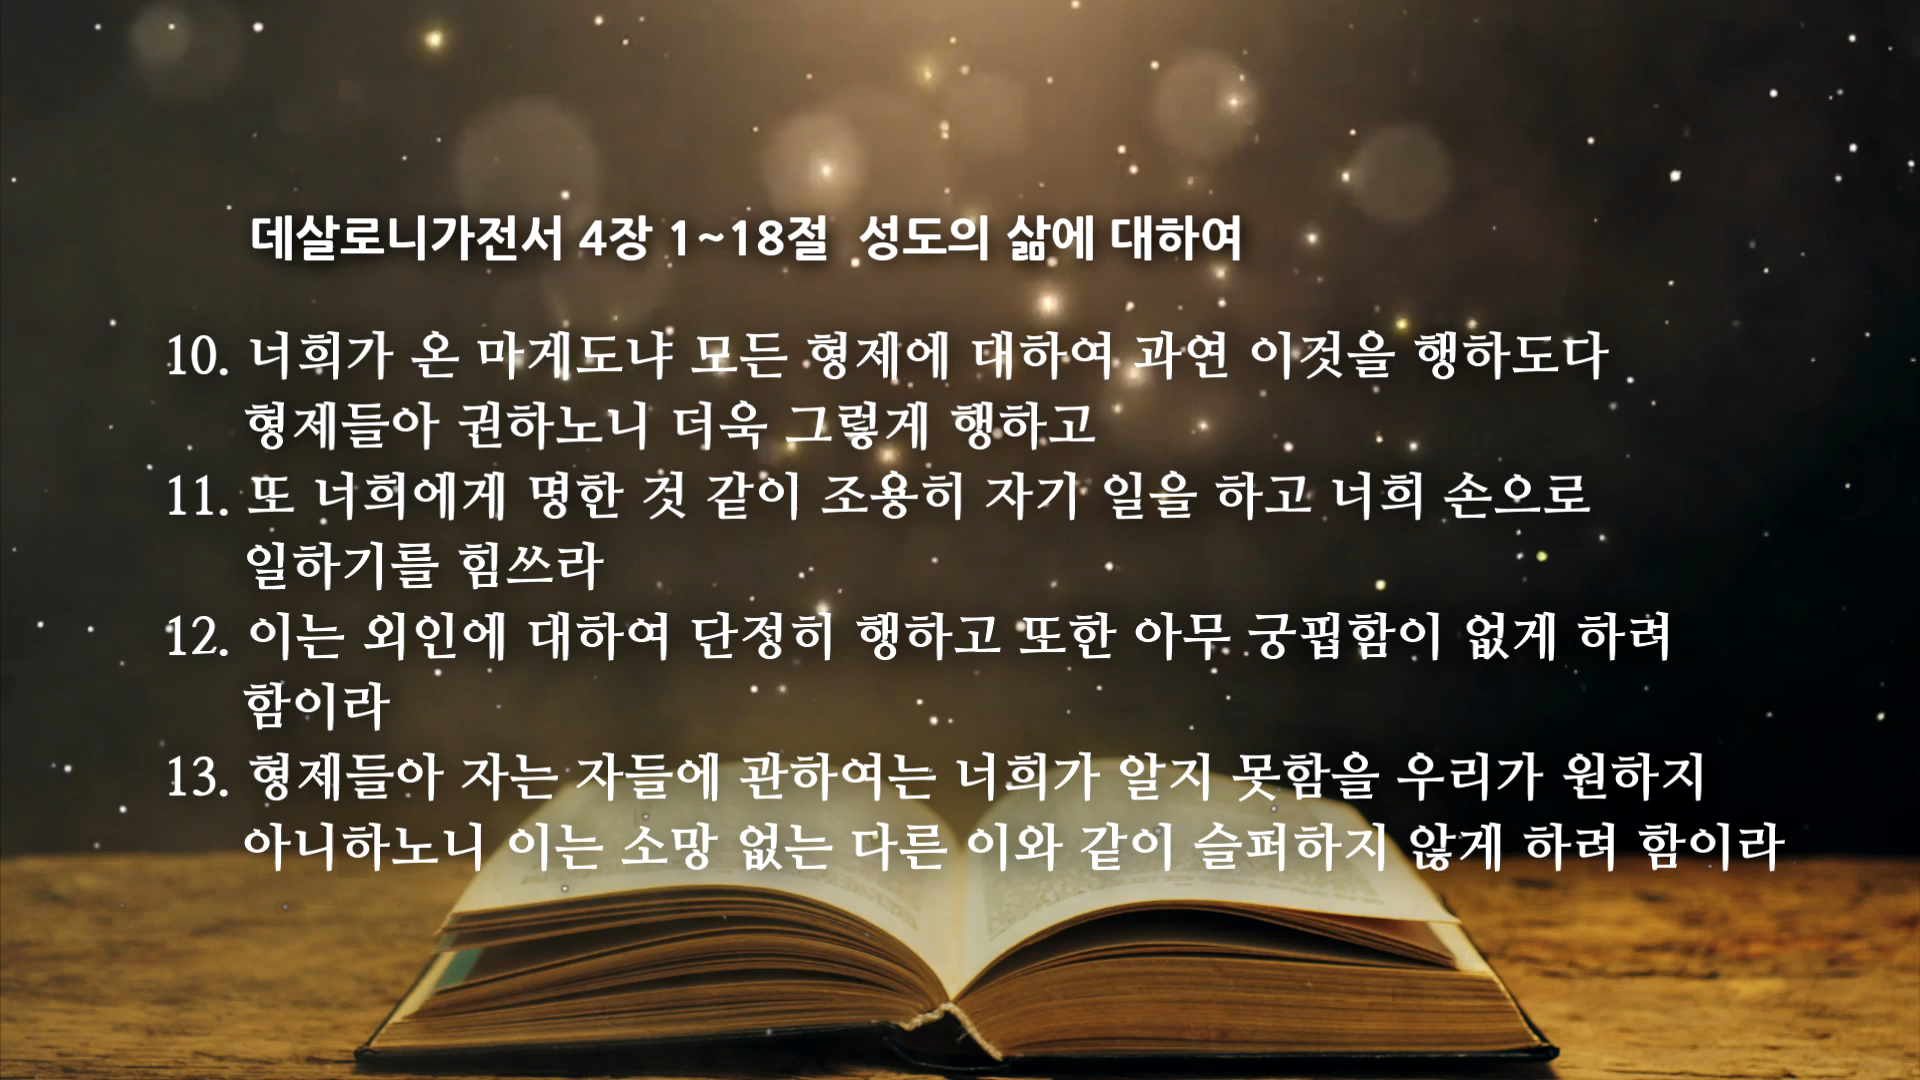 데살로니가전서 4장 1~18절 성도의 삶에 대하여
10. 너희가 온 마게도냐 모든 형제에 대하여 과연 이것을 행하도다
형제들아 권하노니 더욱 그렇게 행하고
11. 또 너희에게 명한 것 같이 조용히 자기 일을 하고 너희 손으로
일하기를 힘쓰라
12. 이는 외인에 대하여 단정히 행하고 또한 아무 궁핍함이 없게 하려
함이라
13. 형제들아 자는 자들에 관하여는 너희가 알지 못함을 우리가 원하지
아니하노니 이는 소망 없는 다른 이와 같이 슬퍼하지 않게 하려 함이라